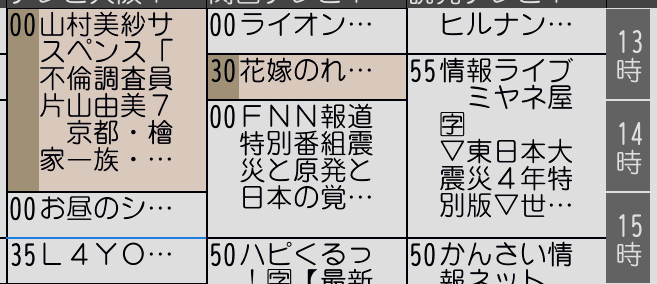 00山村美紗サ
スペンス「
不倫調査員
片山由美７
京都・檜
家一族・…
00お昼のシ…
35Ｌ４ＹＯ…
00ライオン…
30花嫁のれ…
00ＦＮＮ報道
特別番組震
災と原発と
日本の覚…
50ハピくるっ
！字【最新
ヒルナン…
55情報ライブ
ミヤネ屋
字
▽東日本大
震災４年特
別版▽世…
50かんさい情
報ネット
13
時
14
時
15
時